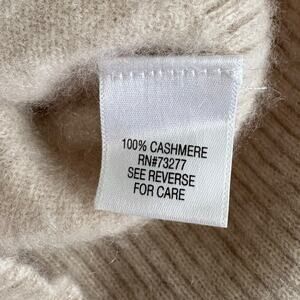 100% CASHMERE
RN#73277
SEE REVERSE
FOR CARE